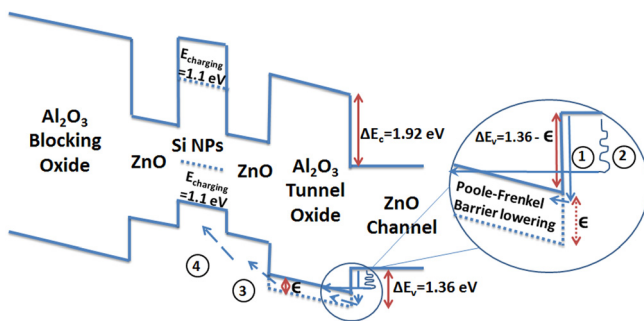 E_charging
=1.1 eV
Al₂O₃
Blocking
Oxide
ZnO
Si NPs
ZnO
E_charging
=1.1 eV
Al₂O₃
Tunnel
Oxide
ΔE_c=1.92 eV
ZnO
Channel
ΔE_v=1.36 - ϵ
1
2
Poole-Frenkel
Barrier lowering
ϵ
4
3
ϵ
ΔE_v=1.36 eV